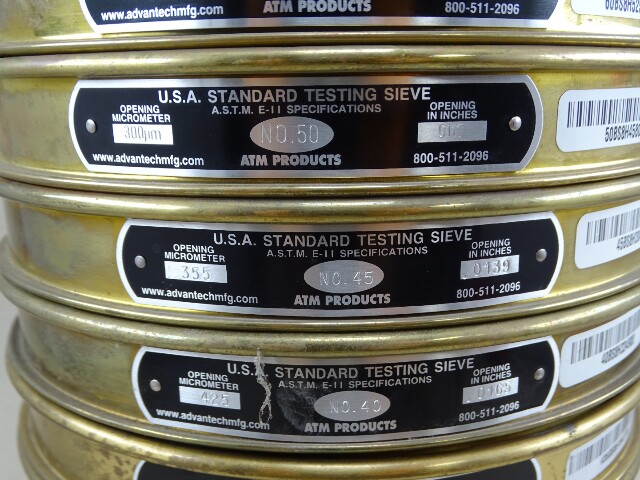 www.advantechmfg.com ATM PRODUCTS 800-511-2096
U.S.A. STANDARD TESTING SIEVE
A.S.T.M. E-11 SPECIFICATIONS
OPENING MICROMETER
300µm
NO.50
OPENING IN INCHES
www.advantechmfg.com ATM PRODUCTS 800-511-2096
U.S.A. STANDARD TESTING SIEVE
A.S.T.M. E-11 SPECIFICATIONS
OPENING MICROMETER
355
NO.45
OPENING IN INCHES
.0139
www.advantechmfg.com ATM PRODUCTS 800-511-2096
U.S.A. STANDARD TESTING SIEVE
A.S.T.M. E-11 SPECIFICATIONS
OPENING MICROMETER
425
NO.40
OPENING IN INCHES
.0165
www.advantechmfg.com ATM PRODUCTS 800-511-2096